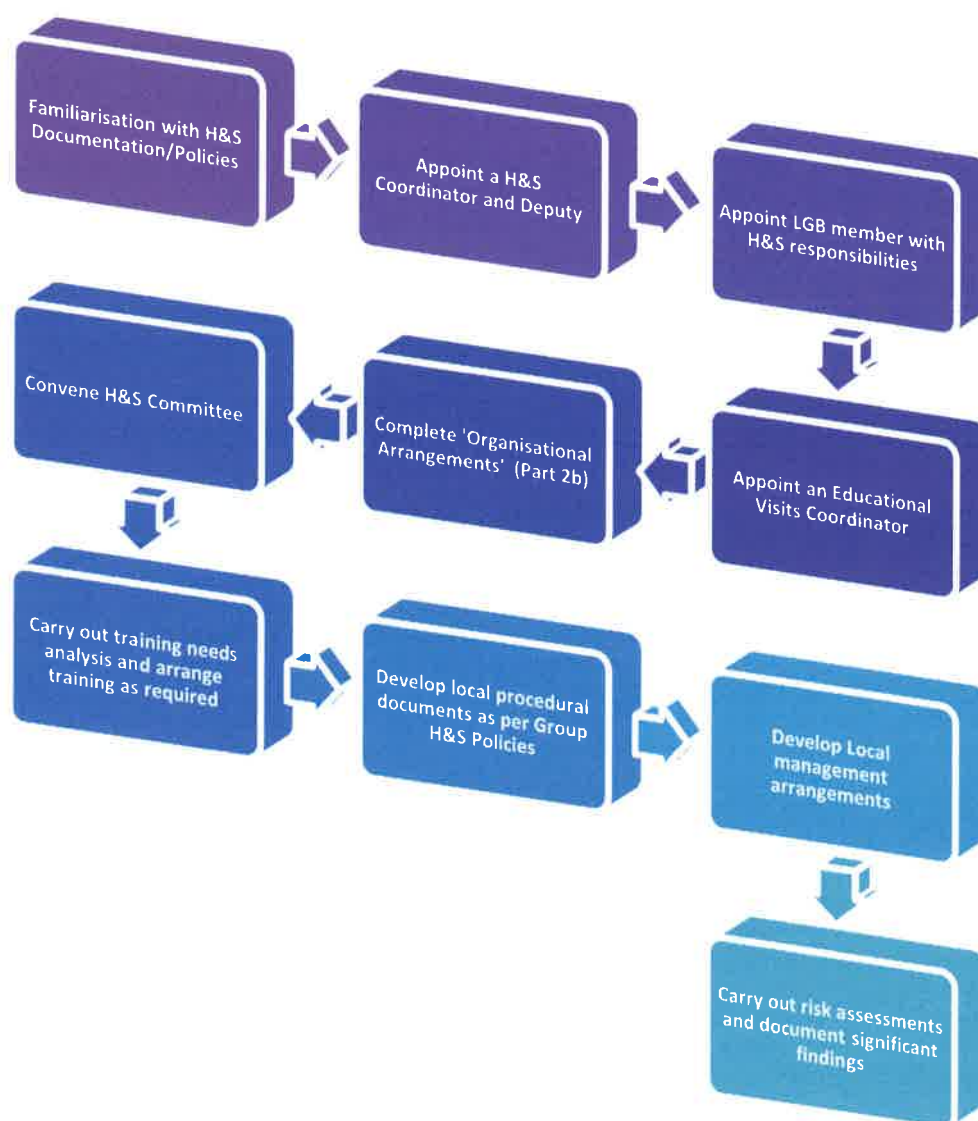 Familiarisation with H&S
Documentation/Policies
Appoint a H&S
Coordinator and Deputy
Appoint LGB member with
H&S responsibilities
Appoint an Educational
Visits Coordinator
Complete 'Organisational
Arrangements' (Part 2b)
Convene H&S Committee
Carry out training needs
analysis and arrange
training as required
Develop local procedural
documents as per Group
H&S Policies
Develop Local
management
arrangements
Carry out risk assessments
and document significant
findings